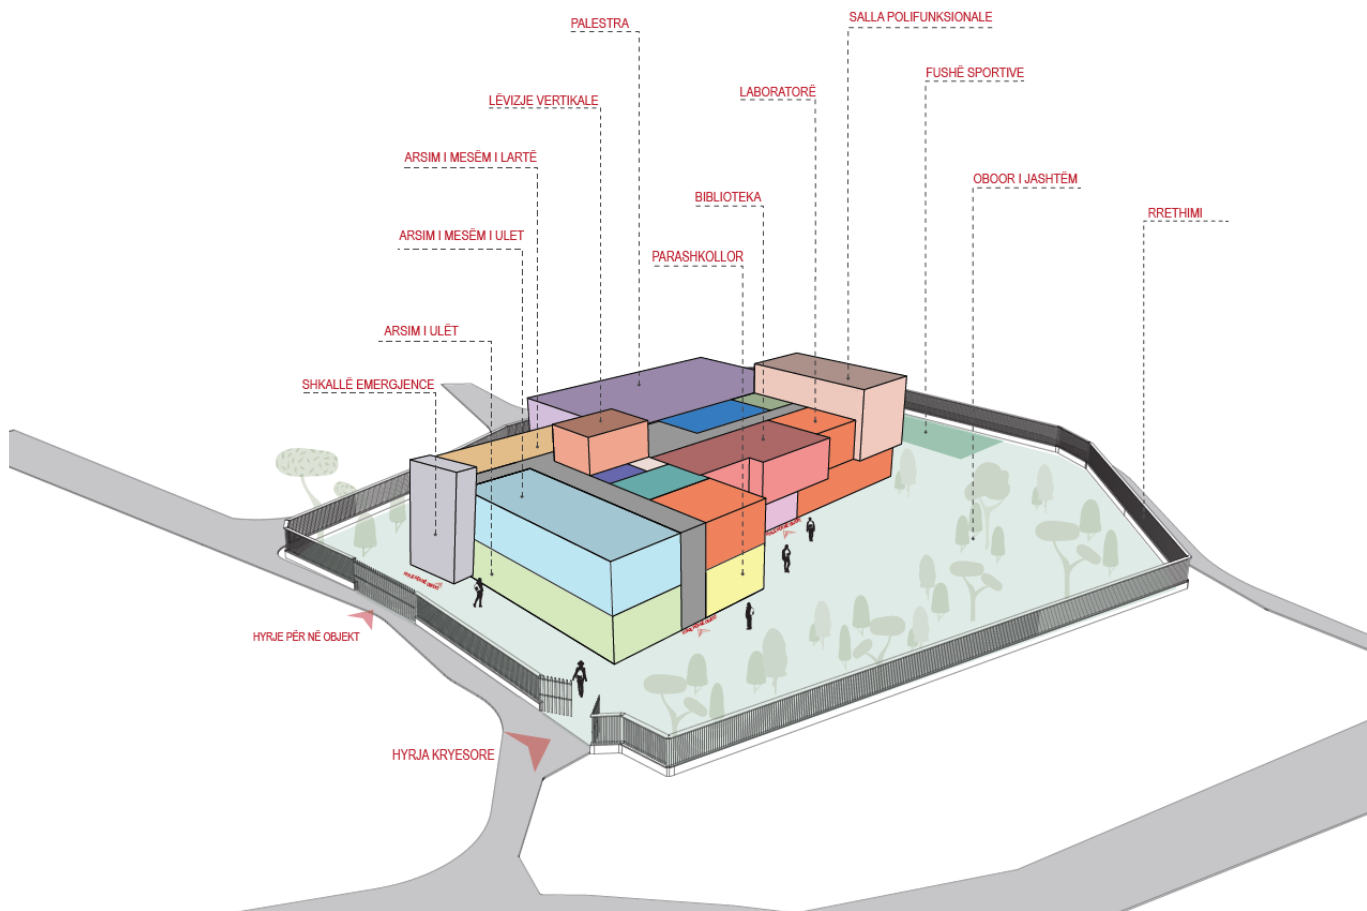 SALLA POLIFUNKSIONALE
PALESTRA
FUSHË SPORTIVE
LABORATORË
LËVIZJE VERTIKALE
ARSIM I MESËM I LARTË
OBOOR I JASHTËM
BIBLIOTEKA
RRETHIMI
ARSIM I MESËM I ULET
PARASHKOLLOR
ARSIM I ULËT
SHKALLË EMERGJENCE
HYRJE PËR NË OBJEKT
HYRJA KRYESORE